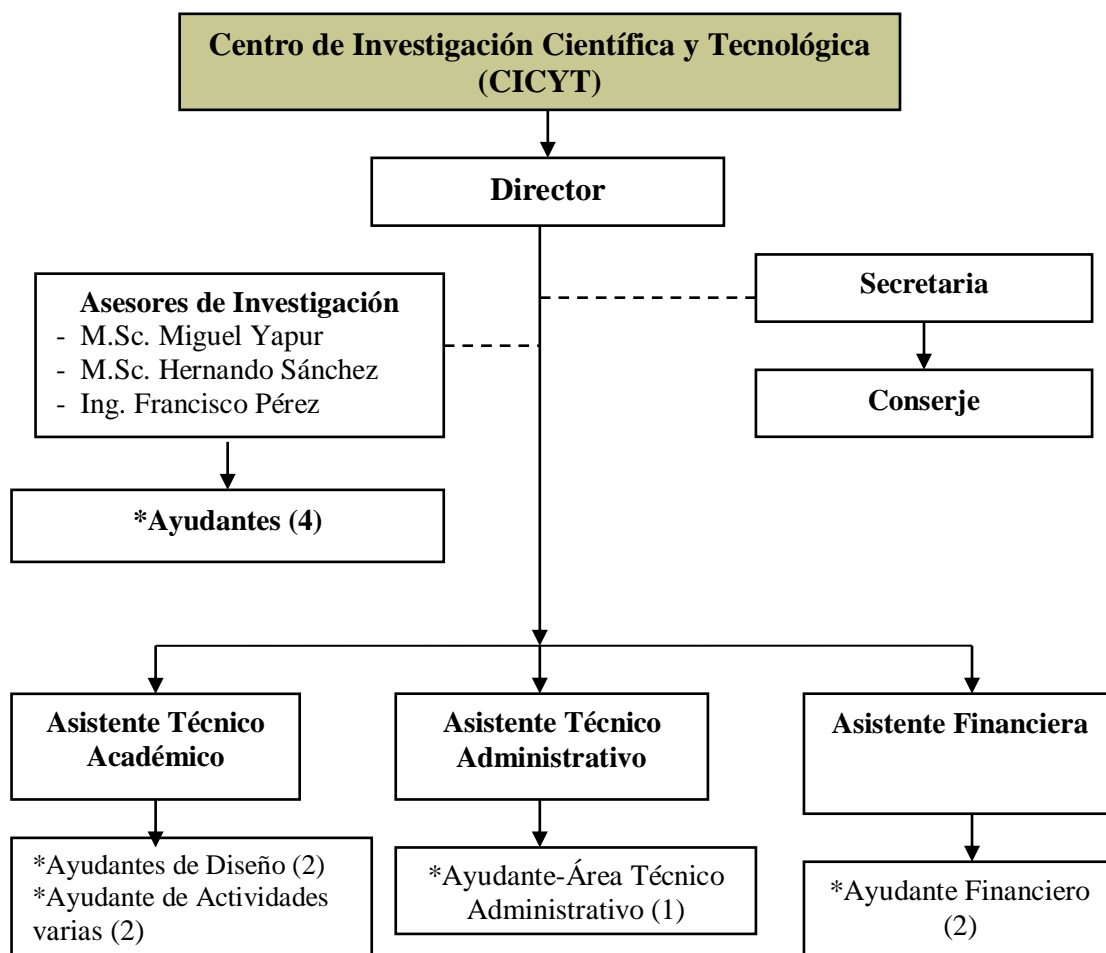 Centro de Investigación Científica y Tecnológica
(CICYT)
Director
Asesores de Investigación
- M.Sc. Miguel Yapur
- M.Sc. Hernando Sánchez
- Ing. Francisco Pérez
Secretaria
Conserje
*Ayudantes (4)
Asistente Técnico
Académico
Asistente Técnico
Administrativo
Asistente Financiera
*Ayudantes de Diseño (2)
*Ayudante de Actividades
varias (2)
*Ayudante-Área Técnico
Administrativo (1)
*Ayudante Financiero
(2)